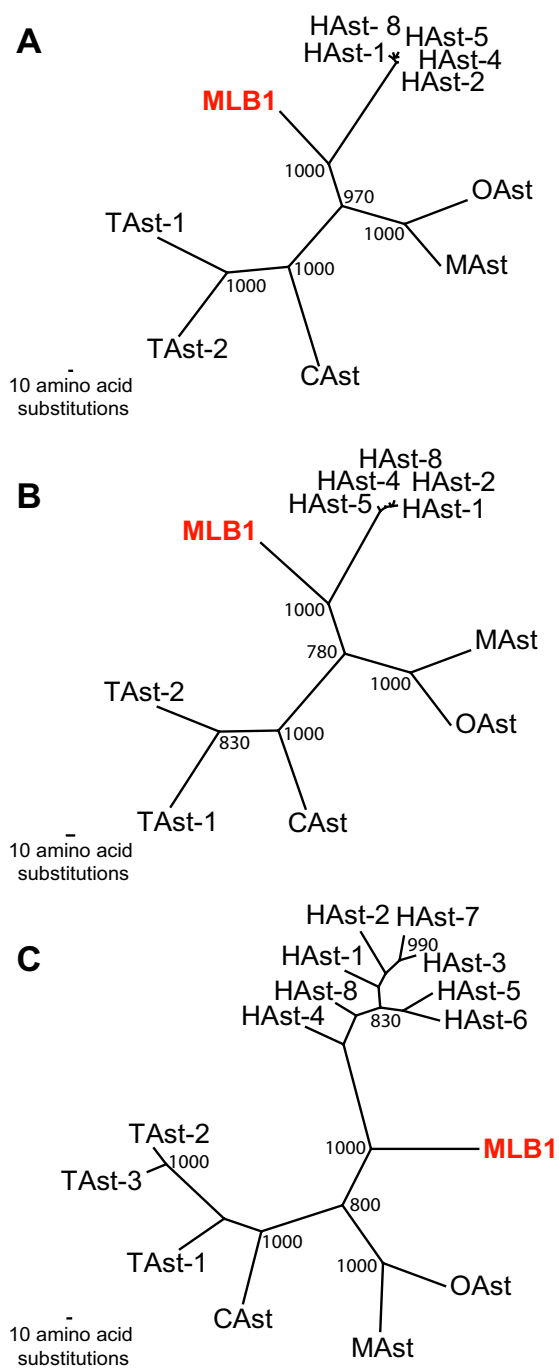 A
HAst- 8
HAst-5
HAst-1
HAst-4
HAst-2
MLB1
1000
970
OAst
1000
MAst
TAst-1
1000
1000
TAst-2
CAst
10 amino acid
substitutions
B
HAst-8
HAst-4
HAst-2
HAst-5
HAst-1
MLB1
1000
780
MAst
1000
OAst
TAst-2
830
1000
TAst-1
CAst
10 amino acid
substitutions
C
HAst-2
HAst-7
990
HAst-1
HAst-3
HAst-8
HAst-5
830
HAst-4
HAst-6
TAst-2
1000
MLB1
1000
TAst-3
800
TAst-1
1000
1000
OAst
CAst
MAst
10 amino acid
substitutions